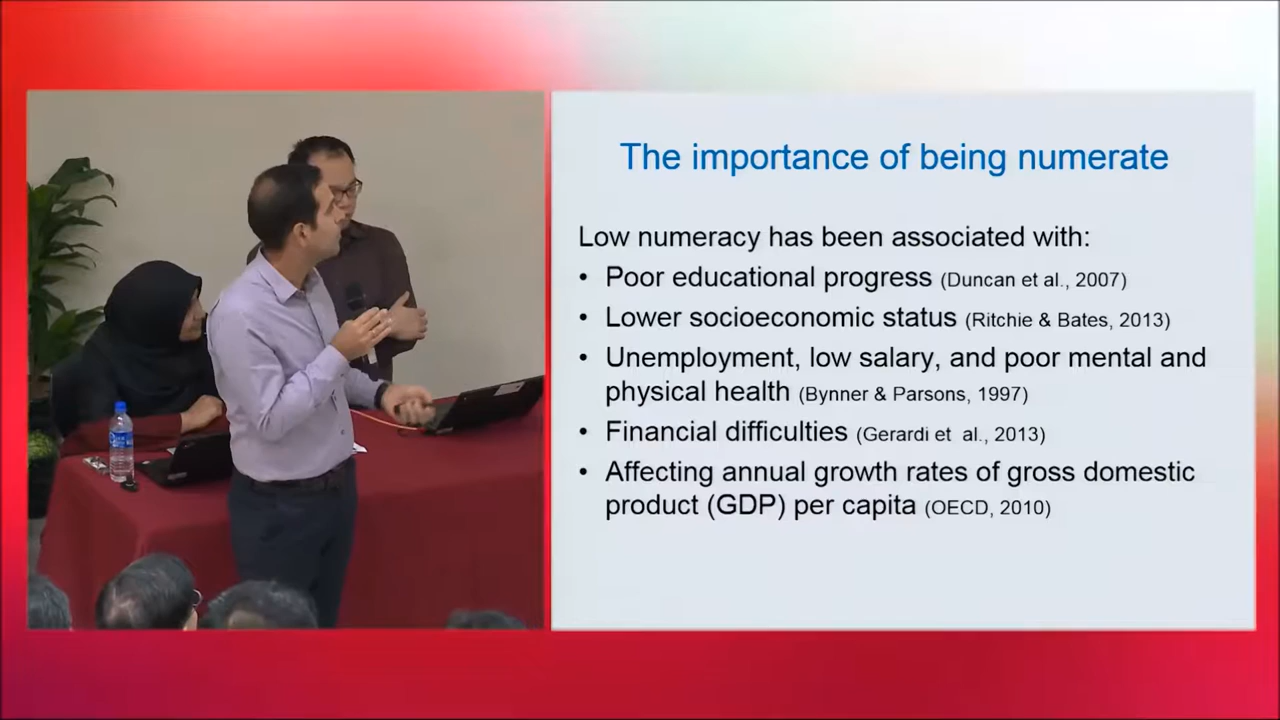 The importance of being numerate
Low numeracy has been associated with:
• Poor educational progress (Duncan et al., 2007)
• Lower socioeconomic status (Ritchie & Bates, 2013)
• Unemployment, low salary, and poor mental and
physical health (Bynner & Parsons, 1997)
• Financial difficulties (Gerardi et al., 2013)
• Affecting annual growth rates of gross domestic
product (GDP) per capita (OECD, 2010)